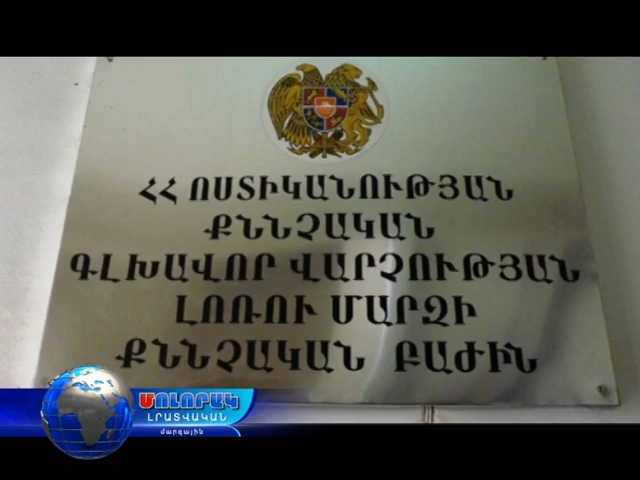 ՀՀ ՈՍՏԻԿԱՆՈՒԹՅԱՆ
ՔՆՆՉԱԿԱՆ
ԳԼԽԱՎՈՐ ՎԱՐՉՈՒԹՅԱՆ
ԼՈՌՈՒ ՄԱՐԶԻ
ՔՆՆՉԱԿԱՆ ԲԱԺԻՆ
ՄՈԼՈՐԱԿ
ԼՐԱՏՎԱԿԱՆ
մարզային